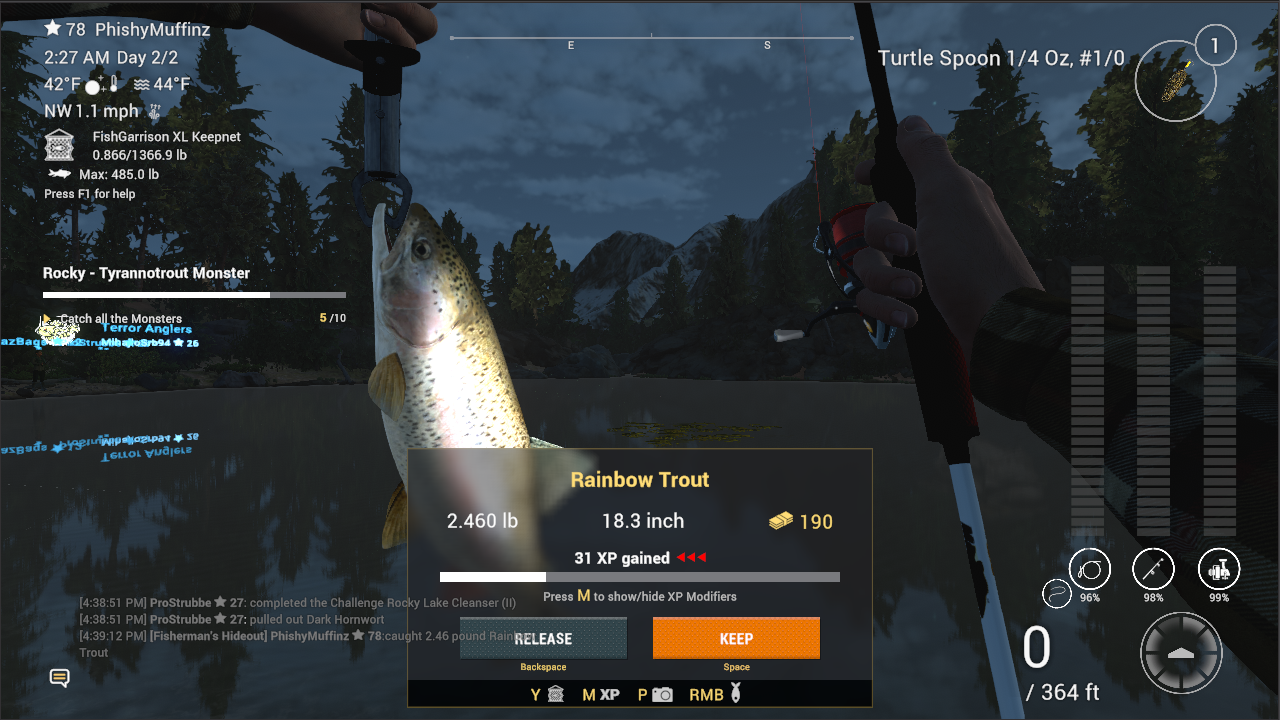 78 PhishyMuffinz
2:27 AM Day 2/2
42°F 44°F
NW 1.1 mph
FishGarrison XL Keepnet
0.866/1366.9 lb
Max: 485.0 lb
Press F1 for help
E S
Turtle Spoon 1/4 Oz, #1/0
1
Rocky - Tyrannotrout Monster
Catch all the Monsters 5 /10
Terror Anglers
26
Rainbow Trout
2.460 lb 18.3 inch 190
31 XP gained
Press M to show/hide XP Modifiers
RELEASE KEEP
Backspace Space
Y M XP P RMB
[4:38:51 PM] ProStrubbe 27: completed the Challenge Rocky Lake Cleanser (II)
[4:38:51 PM] ProStrubbe 27: pulled out Dark Hornwort
[4:39:12 PM] [Fisherman's Hideout] PhishyMuffinz 78:caught 2.46 pound Rainbow
Trout
96% 98% 99%
0
/ 364 ft